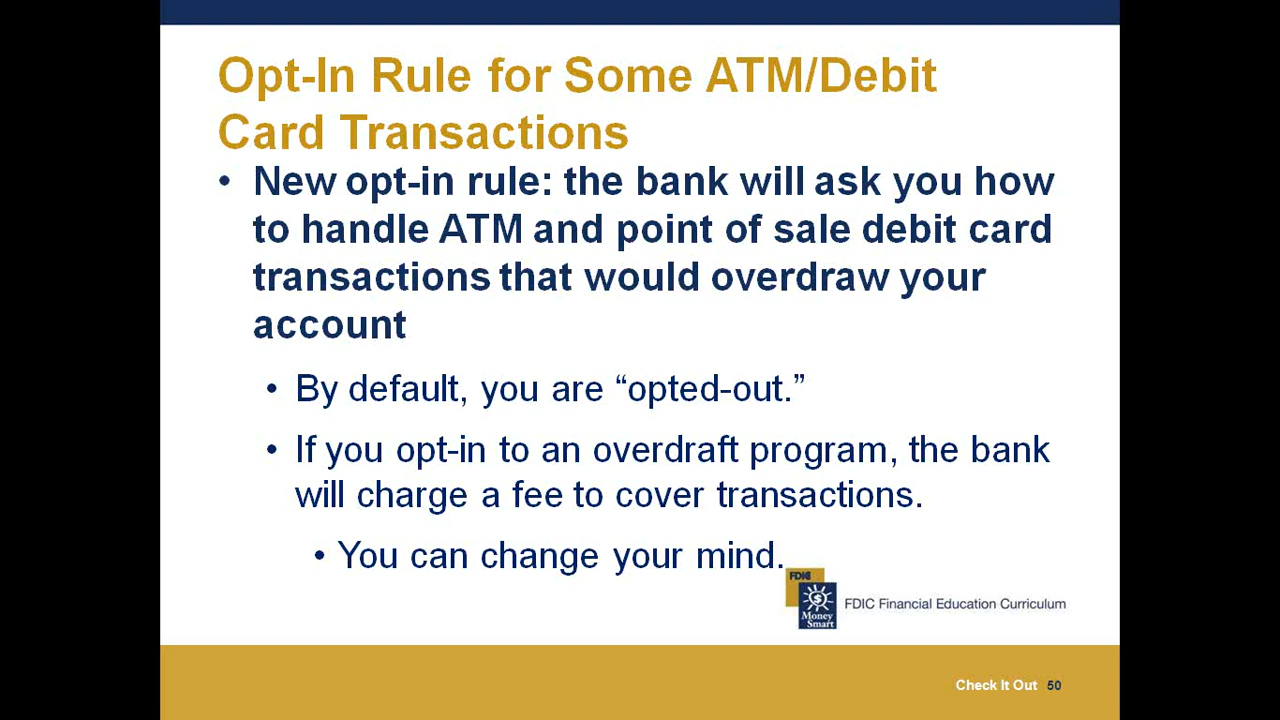 Opt-In Rule for Some ATM/Debit
Card Transactions
• New opt-in rule: the bank will ask you how
to handle ATM and point of sale debit card
transactions that would overdraw your
account
• By default, you are “opted-out.”
• If you opt-in to an overdraft program, the bank
will charge a fee to cover transactions.
• You can change your mind.
FDIC
Money
Smart
FDIC Financial Education Curriculum
Check It Out 50